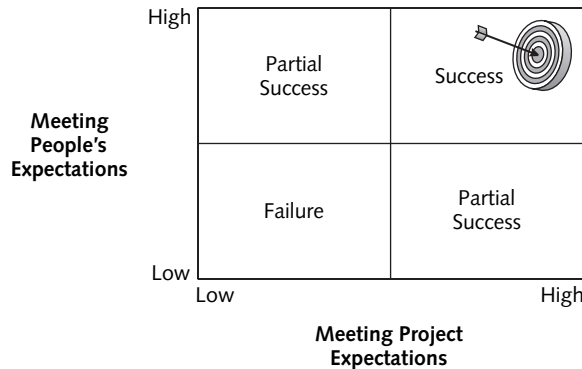 High
Partial
Success
Success
Meeting
People's
Expectations
Failure
Partial
Success
Low
Low
High
Meeting Project
Expectations